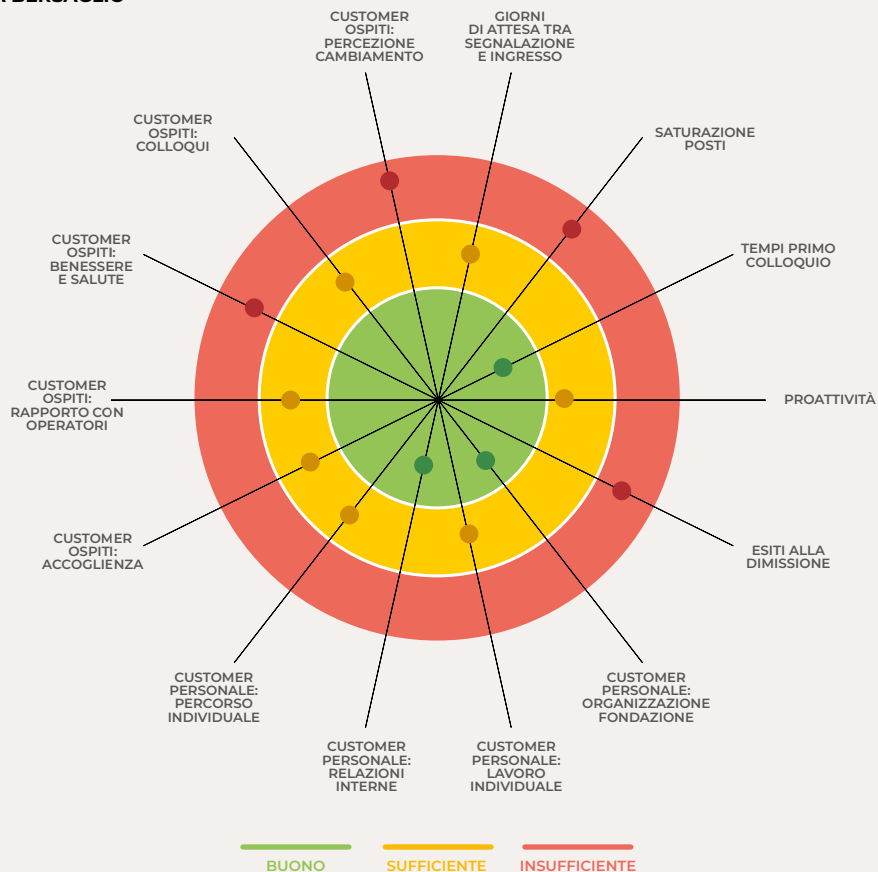 BERSAGLIO
CUSTOMER
OSPITI:
PERCEZIONE
CAMBIAMENTO
GIORNI
DI ATTESA TRA
SEGNALAZIONE
E INGRESSO
CUSTOMER
OSPITI:
COLLOQUI
SATURAZIONE
POSTI
CUSTOMER
OSPITI:
BENESSERE
E SALUTE
TEMPI PRIMO
COLLOQUIO
CUSTOMER
OSPITI:
RAPPORTO CON
OPERATORI
PROATTIVITÀ
CUSTOMER
OSPITI:
ACCOGLIENZA
ESITI ALLA
DIMISSIONE
CUSTOMER
PERSONALE:
PERCORSO
INDIVIDUALE
CUSTOMER
PERSONALE:
ORGANIZZAZIONE
FONDAZIONE
CUSTOMER
PERSONALE:
RELAZIONI
INTERNE
CUSTOMER
PERSONALE:
LAVORO
INDIVIDUALE
BUONO
SUFFICIENTE
INSUFFICIENTE